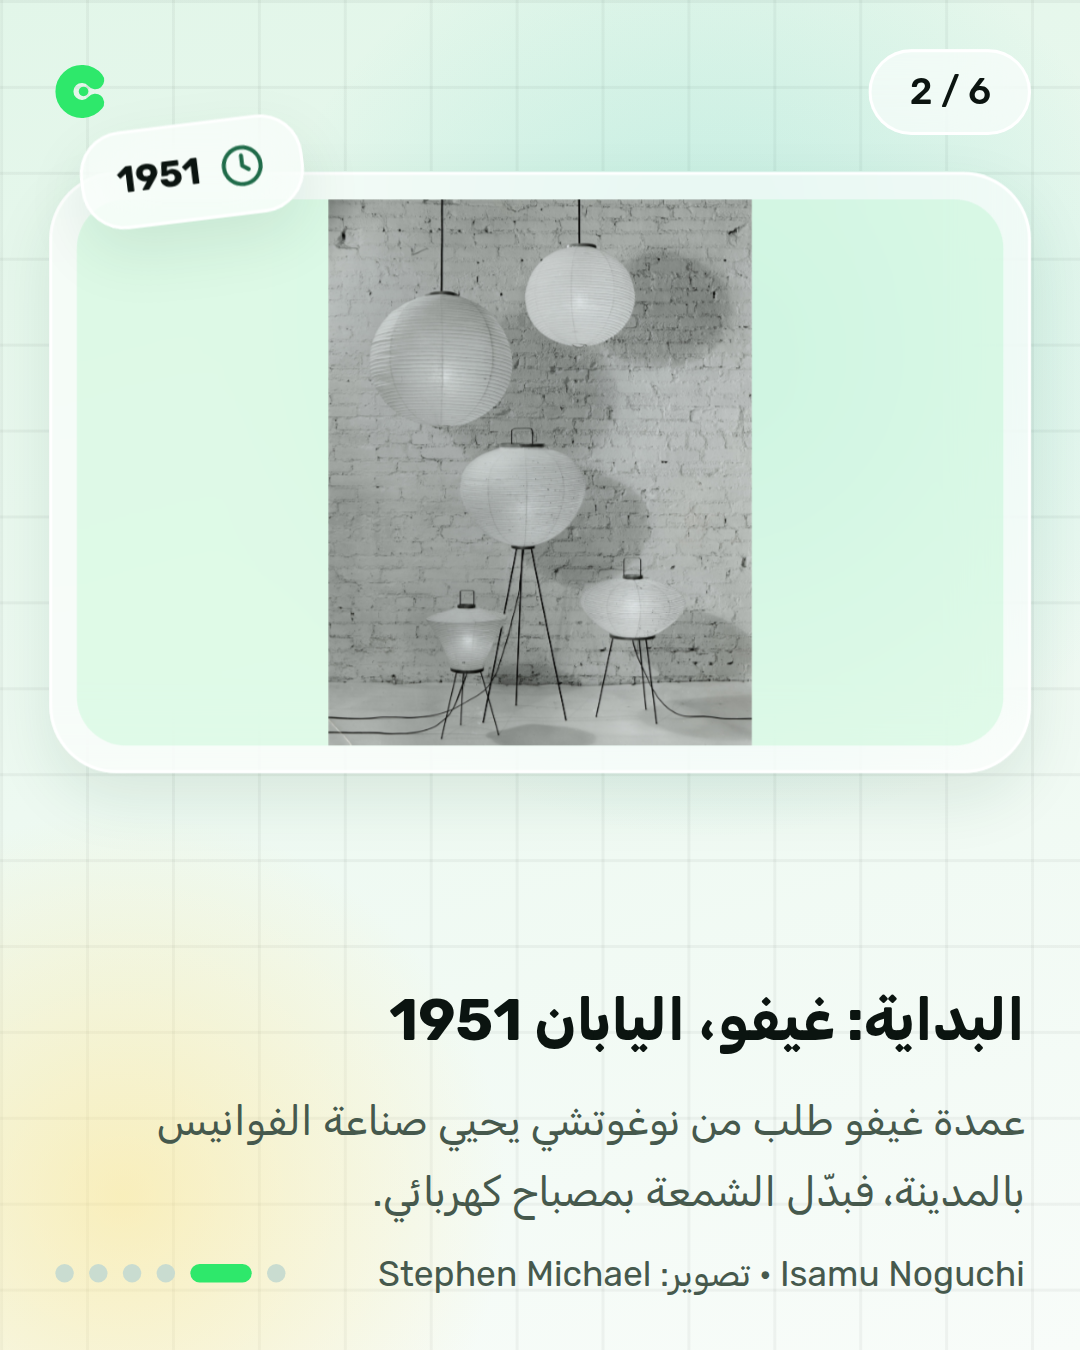 2 / 6
1951
البداية: غيفو، اليابان 1951
عمدة غيفو طلب من نوغوتشي يحيي صناعة الفوانيس
بالمدينة، فبدّل الشمعة بمصباح كهربائي.
Isamu Noguchi • تصوير: Stephen Michael